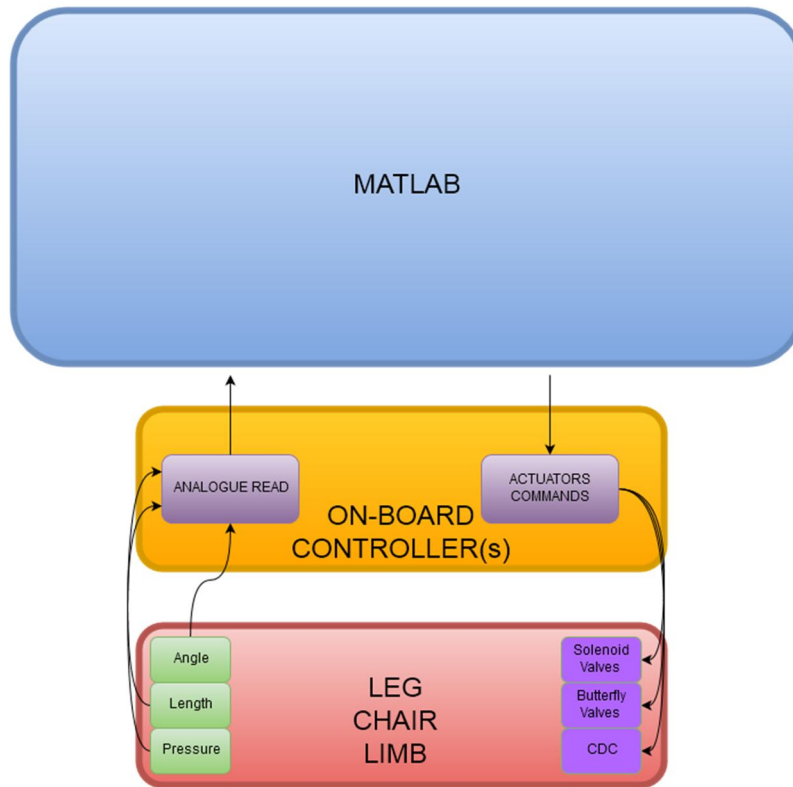 MATLAB
ANALOGUE READ
ACTUATORS
COMMANDS
ON-BOARD
CONTROLLER(s)
Angle
Length
Pressure
LEG
CHAIR
LIMB
Solenoid
Valves
Butterfly
Valves
CDC